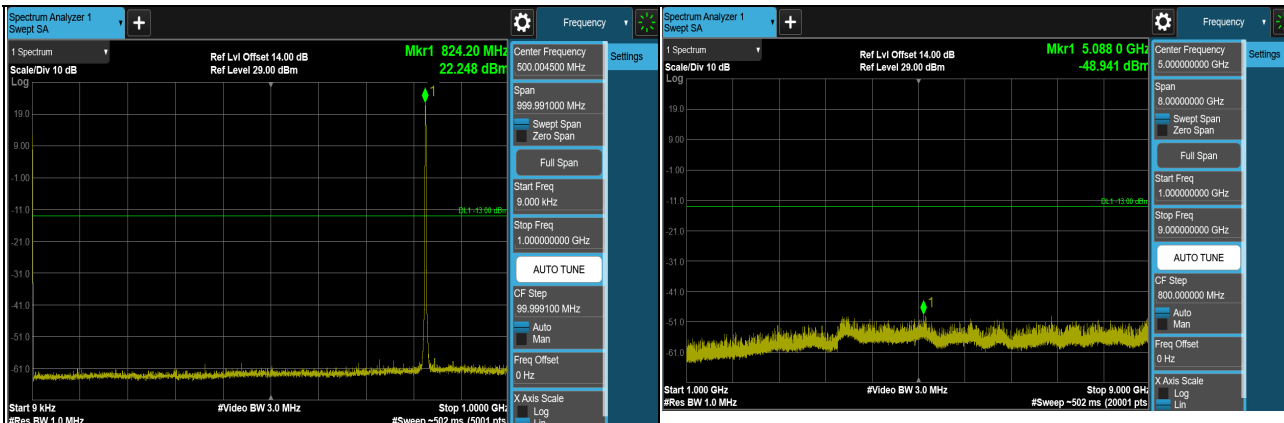 Spectrum Analyzer 1
Swept SA
Frequency
1 Spectrum
Scale/Div 10 dB
Log
Ref Lvl Offset 14.00 dB
Ref Level 29.00 dBm
Mkr1 824.20 MHz
22.248 dBm
1
19.0
9.00
-1.00
-11.0
-21.0
-31.0
-41.0
-51.0
-61.0
DL1 -13.00 dBm
Start 9 kHz
#Res BW 1.0 MHz
#Video BW 3.0 MHz
Stop 1.0000 GHz
#Sweep ~502 ms (5001 pts
Center Frequency
500.004500 MHz
Span
999.991000 MHz
Swept Span
Zero Span
Full Span
Start Freq
9.000 kHz
Stop Freq
1.000000000 GHz
AUTO TUNE
CF Step
99.999100 MHz
Auto
Man
Freq Offset
0 Hz
X Axis Scale
Log
Lin
Settings
Spectrum Analyzer 1
Swept SA
Frequency
1 Spectrum
Scale/Div 10 dB
Log
Ref Lvl Offset 14.00 dB
Ref Level 29.00 dBm
Mkr1 5.088 0 GHz
-48.941 dBm
1
19.0
9.00
-1.00
-11.0
-21.0
-31.0
-41.0
-51.0
-61.0
DL1 -13.00 dBm
Start 1.000 GHz
#Res BW 1.0 MHz
#Video BW 3.0 MHz
Stop 9.000 GHz
#Sweep ~502 ms (20001 pts
Center Frequency
5.000000000 GHz
Span
8.00000000 GHz
Swept Span
Zero Span
Full Span
Start Freq
1.000000000 GHz
Stop Freq
9.000000000 GHz
AUTO TUNE
CF Step
800.000000 MHz
Auto
Man
Freq Offset
0 Hz
X Axis Scale
Log
Lin
Settings